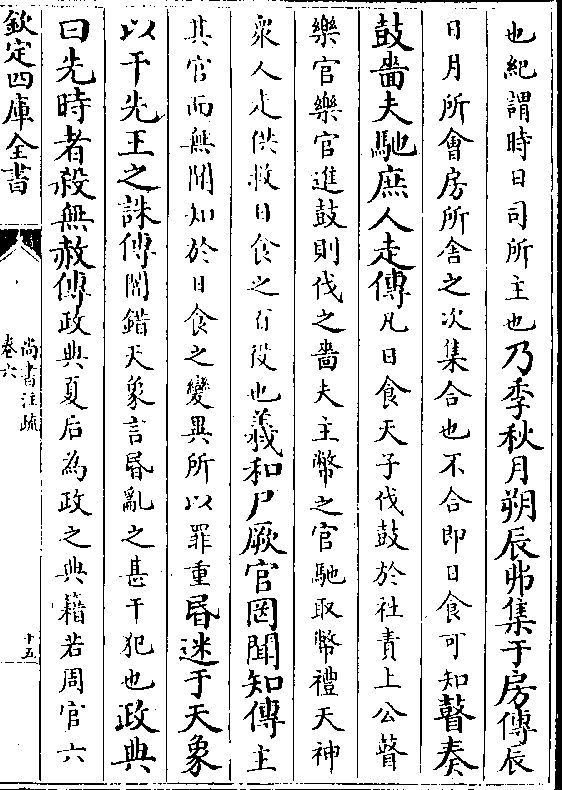 也紀謂時日司所主也乃季秋月朔辰弗集于房傳辰
日月所會房所舍之次集合也不合即日食可知瞽奏
鼓嗇夫馳庶人走傳凡日食天子伐鼓於社責上公瞽
樂官樂官進鼓則伐之嗇夫主幣之官馳取幣禮天神
衆人走供救日食之百役也羲和尸厥官罔聞知傳主
其官而無聞知於日食之變異所以罪重昬迷于天象
以干先王之誅傳闇錯天象言昬亂之甚干犯也政典
曰先時者殺無赦傳政典夏后為政之典籍若周官六
欽定四庫全書
尚書注疏
卷六
十五